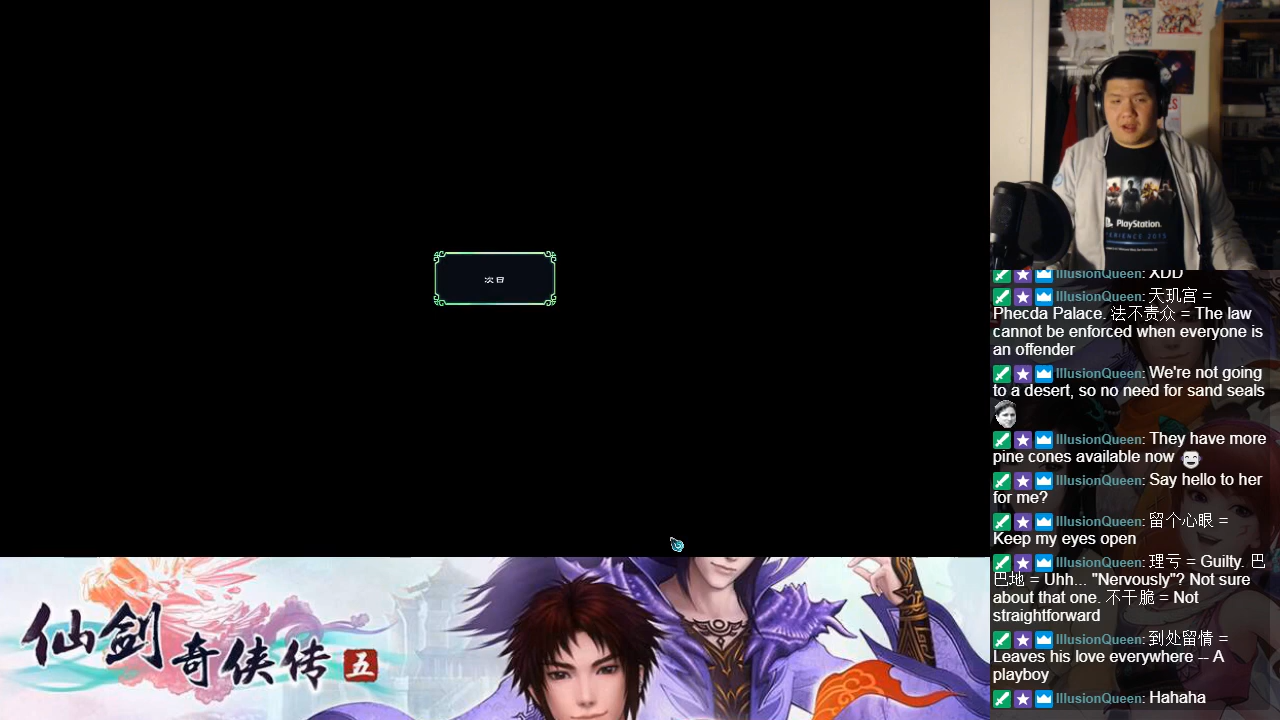 次日
仙剑
奇侠传 五
PlayStation
IllusionQueen: XDD
IllusionQueen: 天玑宫 =
Phecda Palace. 法不责众 = The law
cannot be enforced when everyone is
an offender
IllusionQueen: We're not going
to a desert, so no need for sand seals
IllusionQueen: They have more
pine cones available now
IllusionQueen: Say hello to her
for me?
IllusionQueen: 留个心眼 =
Keep my eyes open
IllusionQueen: 理亏 = Guilty. 巴
巴地 = Uhh... "Nervously"? Not sure
about that one. 不干脆 = Not
straightforward
IllusionQueen: 到处留情 =
Leaves his love everywhere -- A
playboy
IllusionQueen: Hahaha